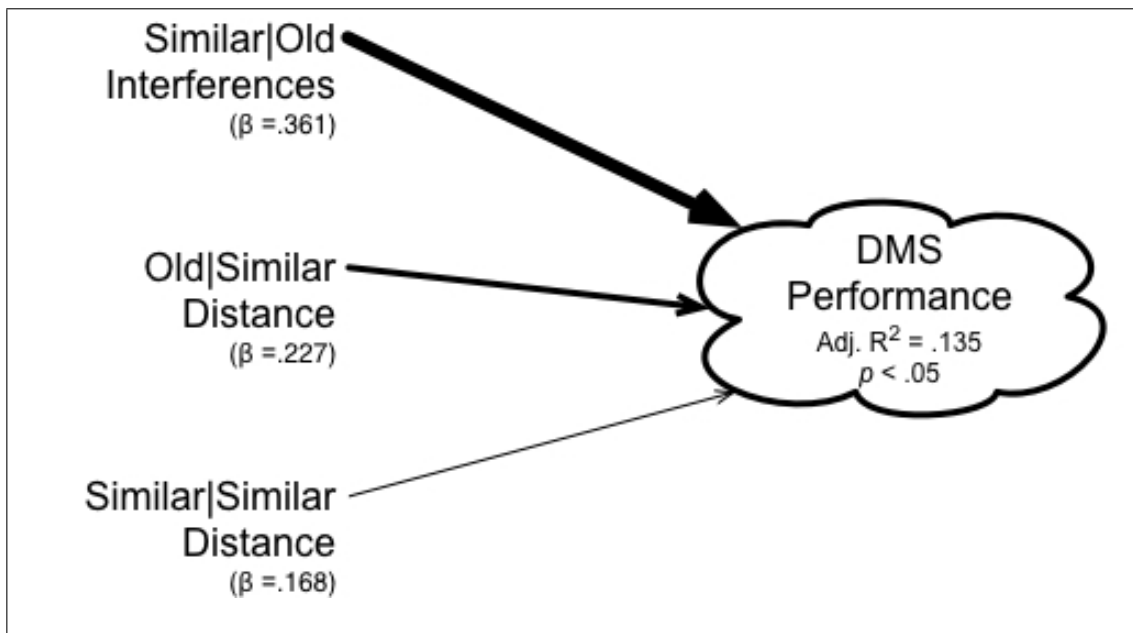 Similar|Old
Interferences
(β =.361)
Old|Similar
Distance
(β =.227)
Similar|Similar
Distance
(β =.168)
DMS
Performance
Adj. R² = .135
p < .05